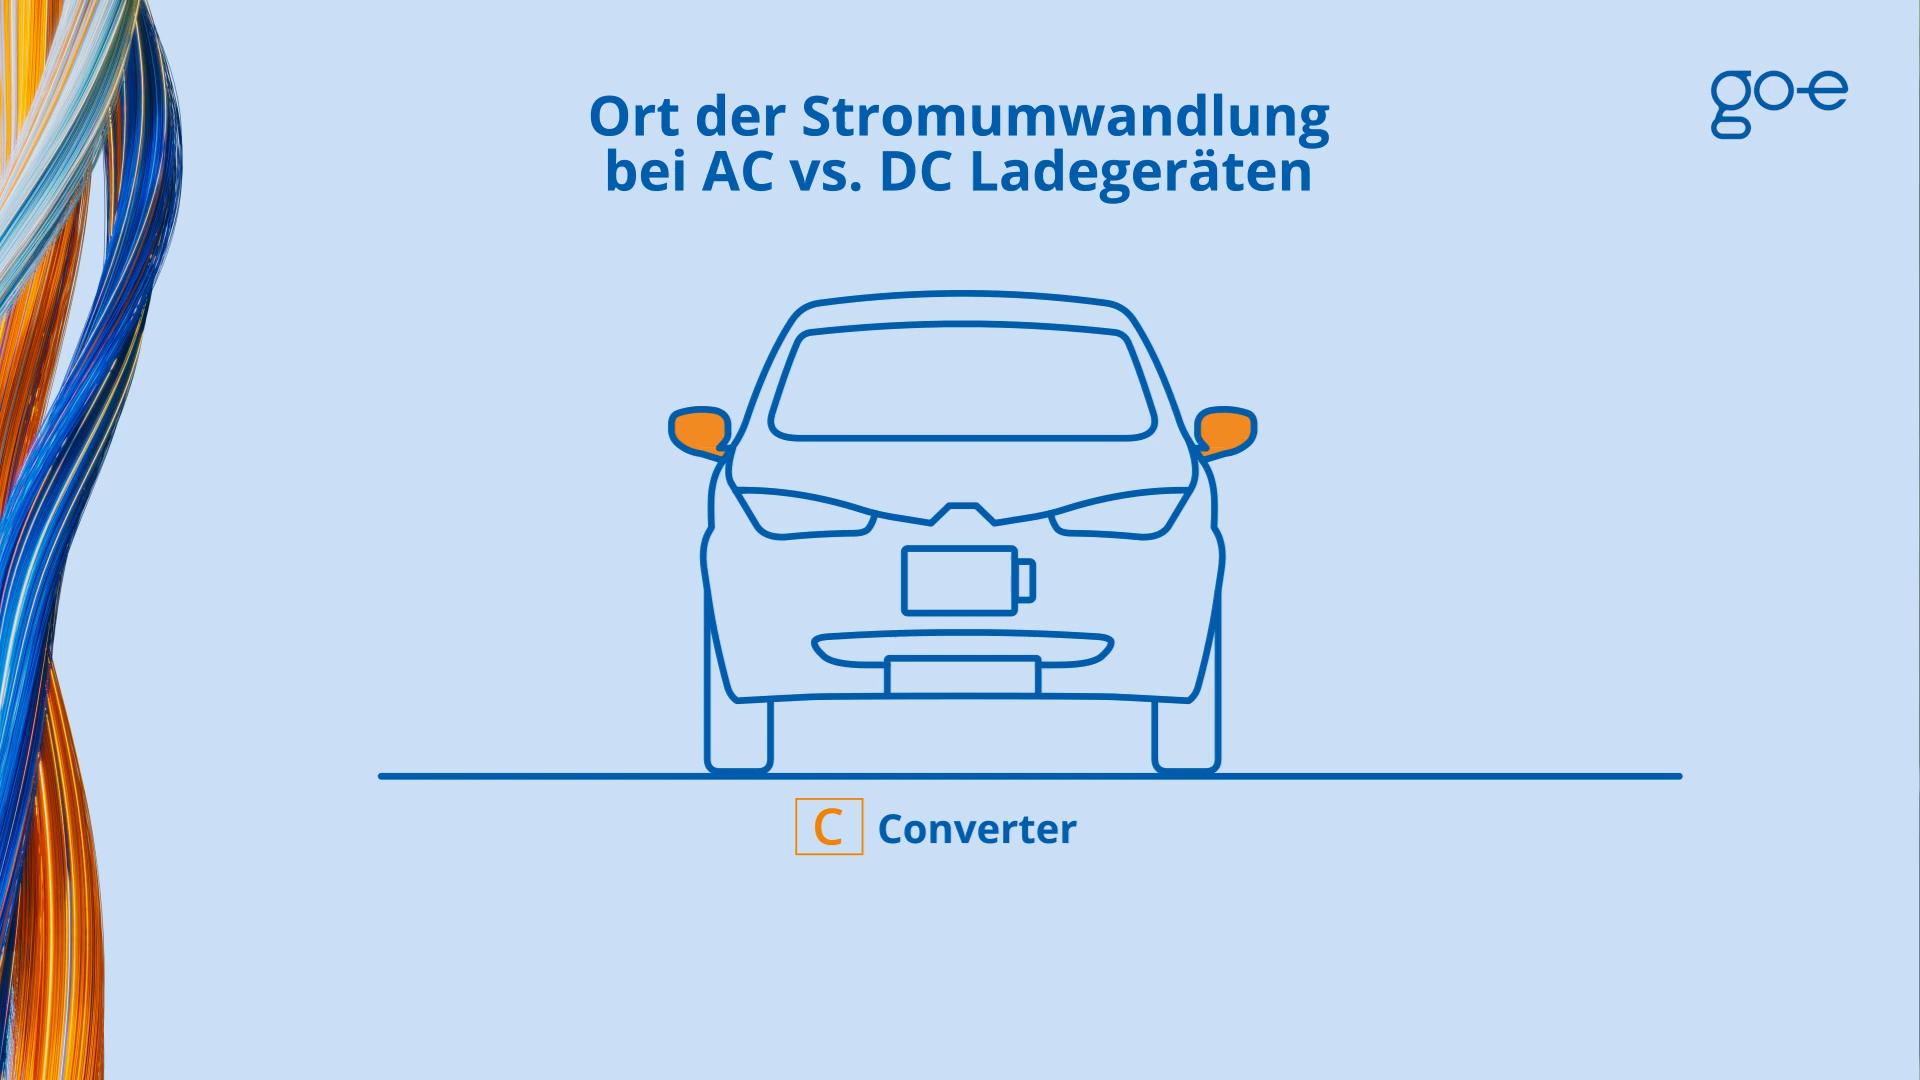 Ort der Stromumwandlung
bei AC vs. DC Ladegeräten
go-e
C Converter